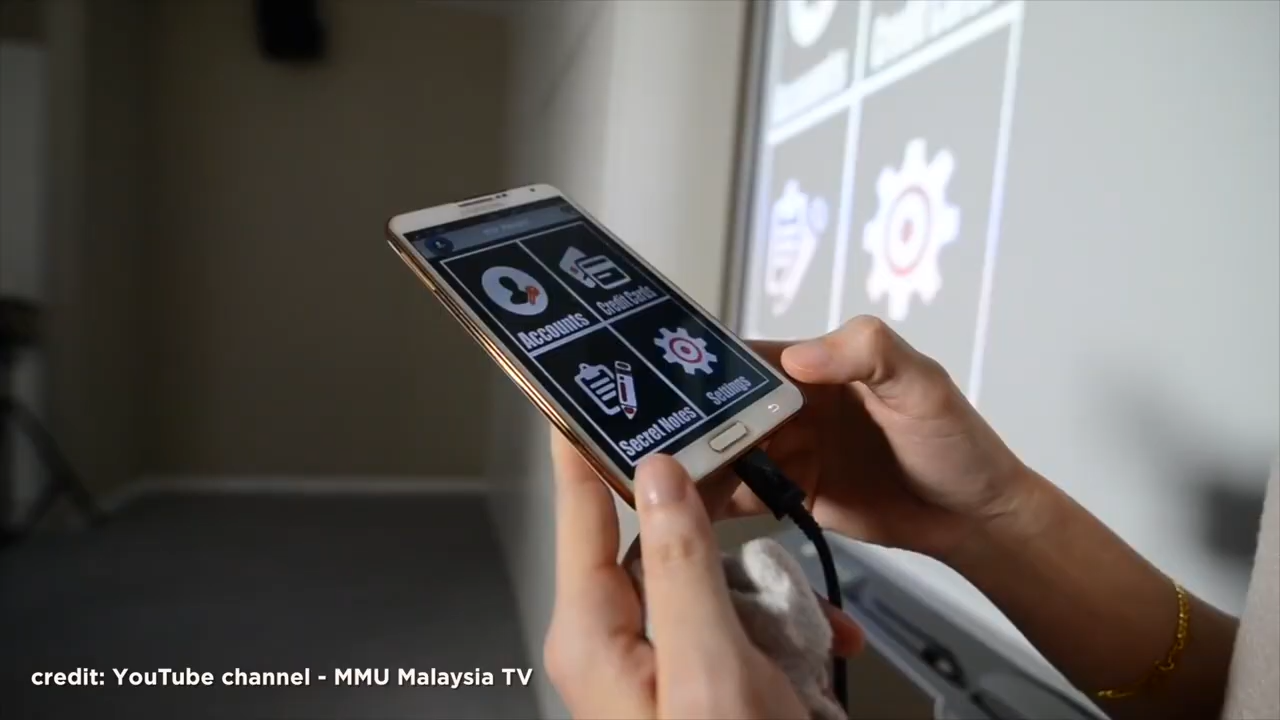 Accounts
Credit Cards
Secret Notes
Settings
credit: YouTube channel - MMU Malaysia TV